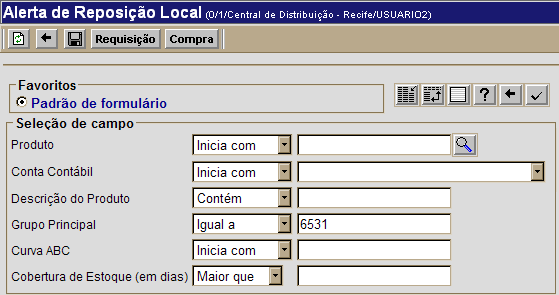 Alerta de Reposição Local (0/1/Central de Distribuição - Recife/USUARIO2)
Requisição Compra
Favoritos
Padrão de formulário
?
Seleção de campo
Produto Inicia com
Conta Contábil Inicia com
Descrição do Produto Contém
Grupo Principal Igual a 6531
Curva ABC Inicia com
Cobertura de Estoque (em dias) Maior que